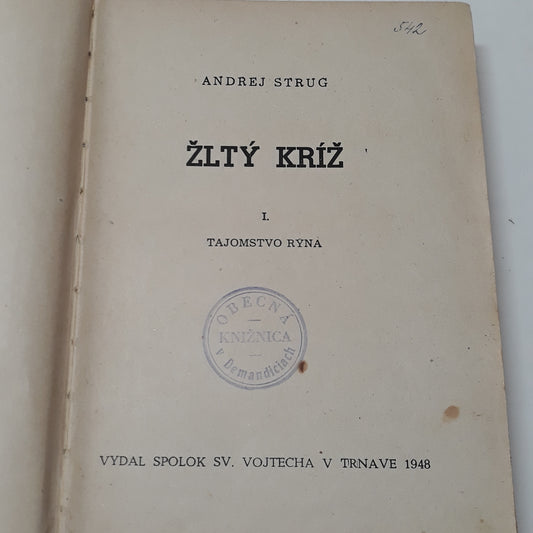 542
ANDREJ STRUG
ŽLTÝ KRÍŽ
I.
TAJOMSTVO RÝNA
OBECNÁ
KNIŽNICA
v Demandiciach
VYDAL SPOLOK SV. VOJTECHA V TRNAVE 1948